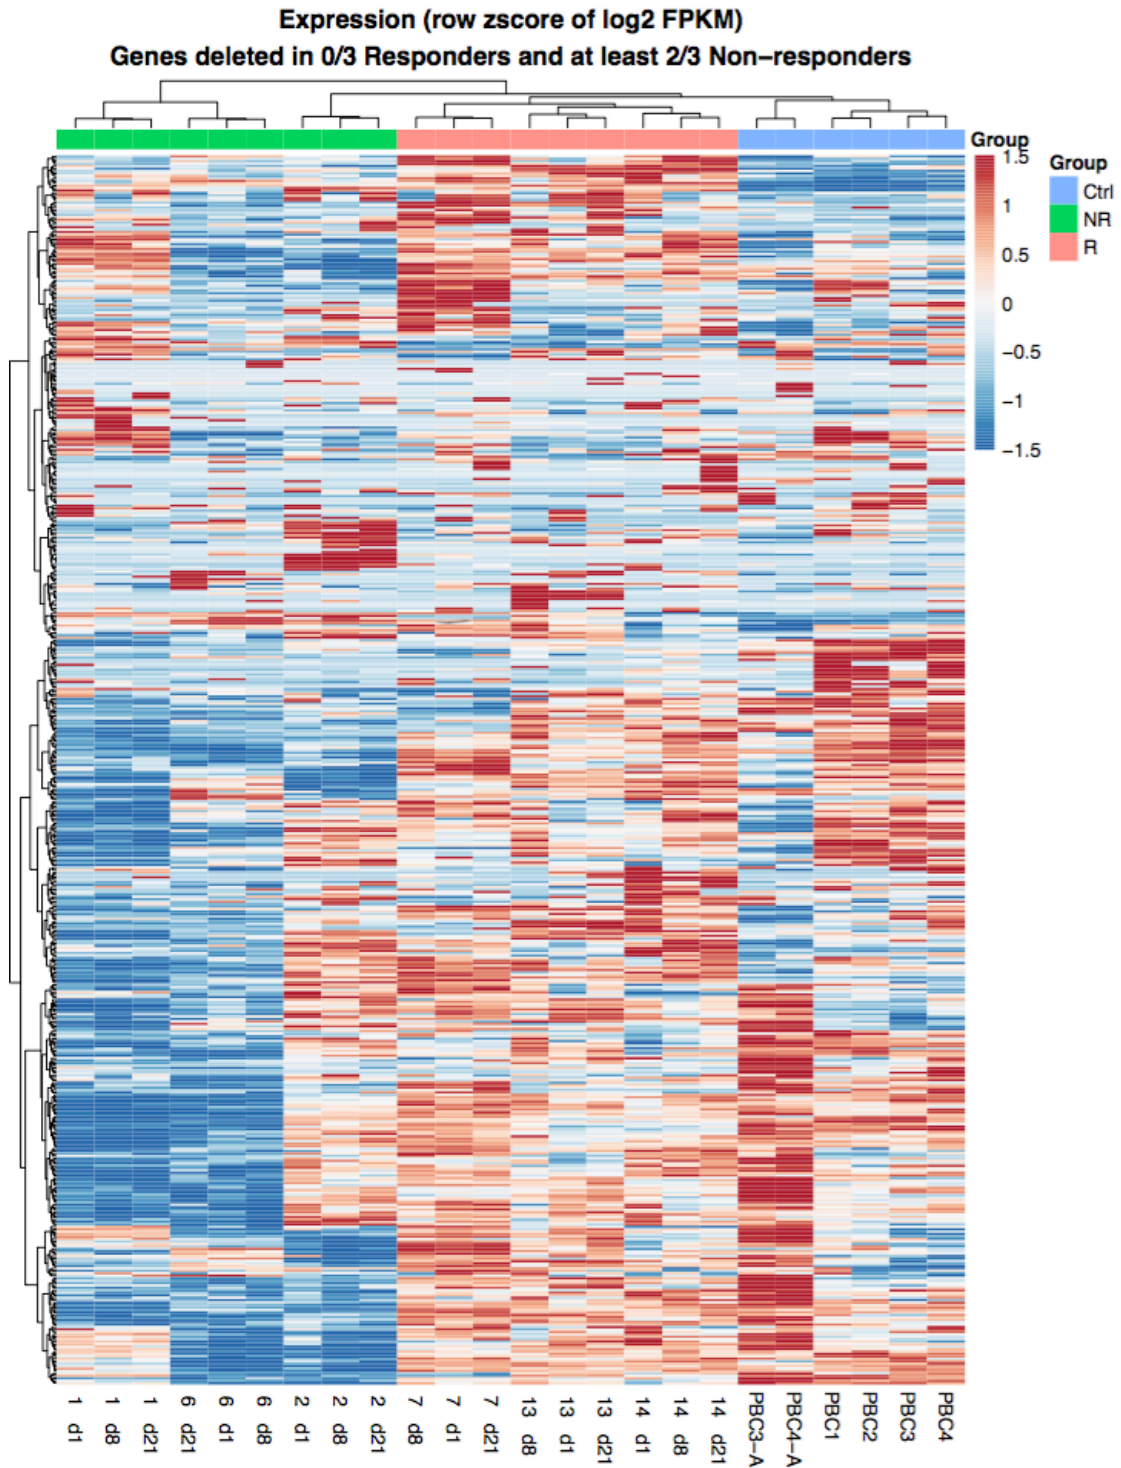 Expression (row zscore of log2 FPKM)
Genes deleted in 0/3 Responders and at least 2/3 Non−responders
Group
1.5
1
0.5
0
−0.5
−1
−1.5
Group
Ctrl
NR
R
1 d1
1 d8
1 d21
6 d21
6 d1
6 d8
2 d1
2 d8
2 d21
7 d8
7 d1
7 d21
13 d8
13 d1
13 d21
14 d1
14 d8
14 d21
PBC3−A
PBC4−A
PBC1
PBC2
PBC3
PBC4